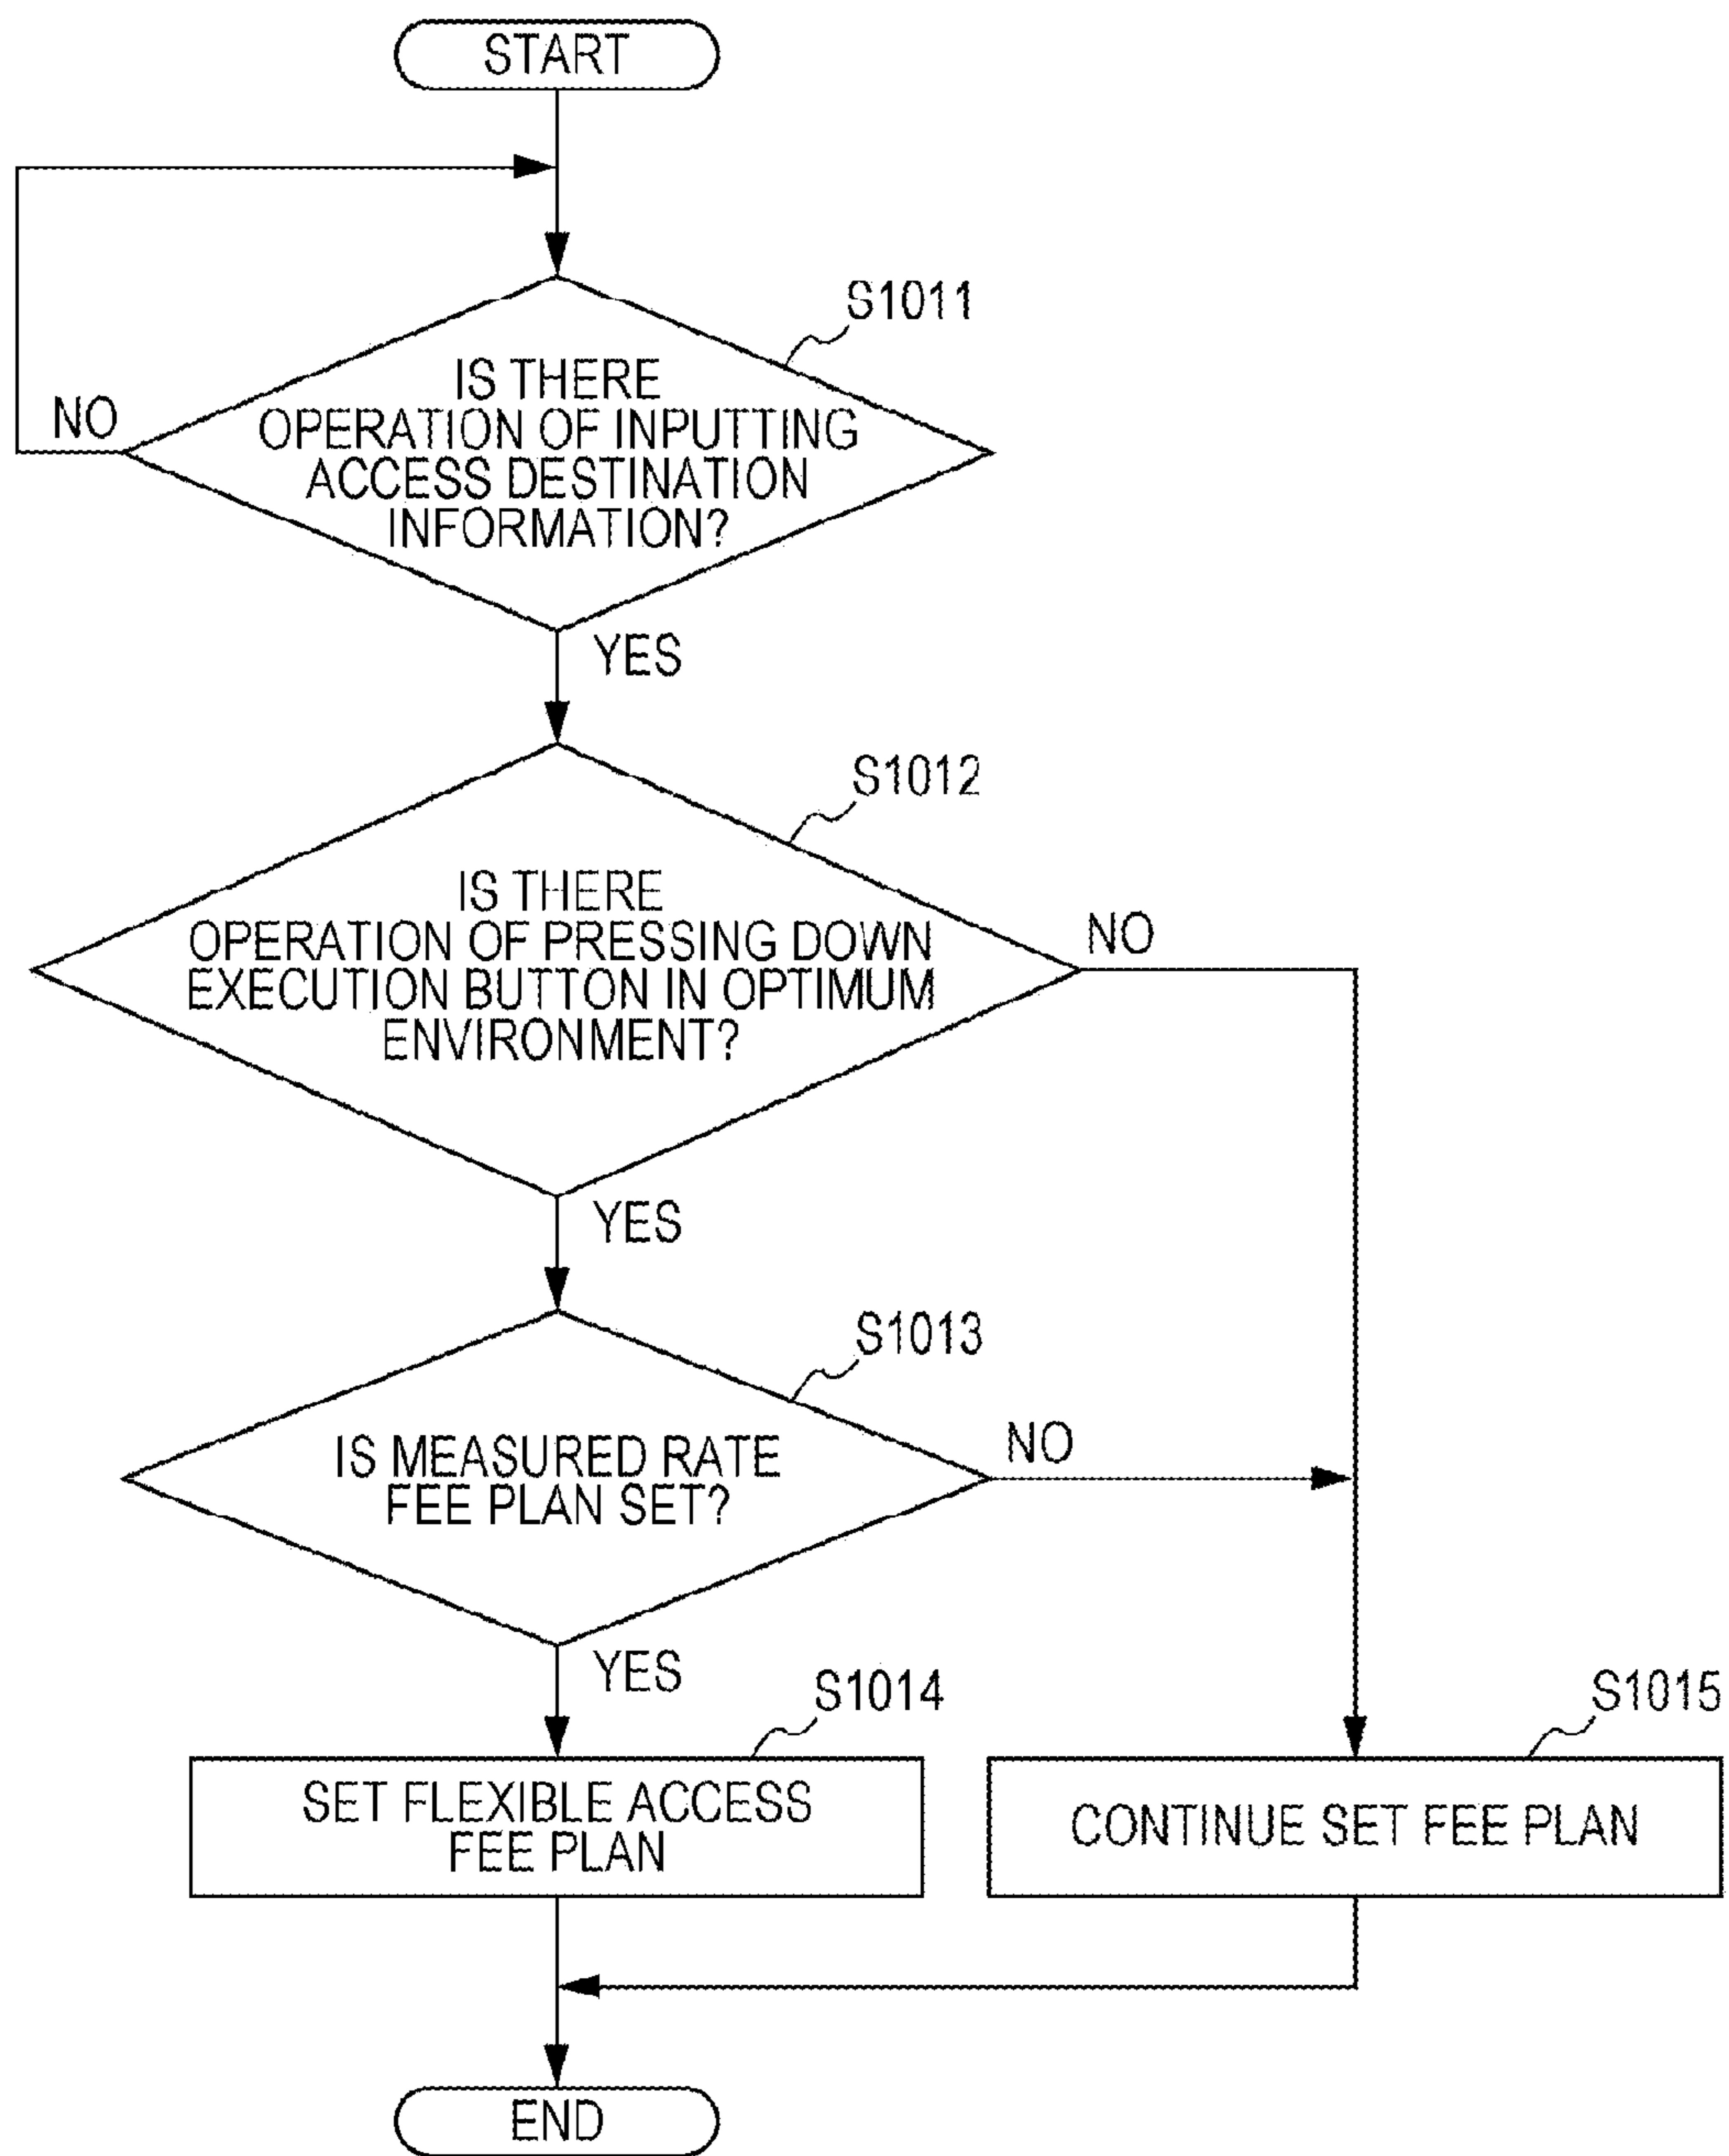 START
S1011
IS THERE
OPERATION OF INPUTTING
ACCESS DESTINATION
INFORMATION?
NO
YES
S1012
IS THERE
OPERATION OF PRESSING DOWN
EXECUTION BUTTON IN OPTIMUM
ENVIRONMENT?
NO
YES
S1013
IS MEASURED RATE
FEE PLAN SET?
NO
YES
S1014
SET FLEXIBLE ACCESS
FEE PLAN
S1015
CONTINUE SET FEE PLAN
END